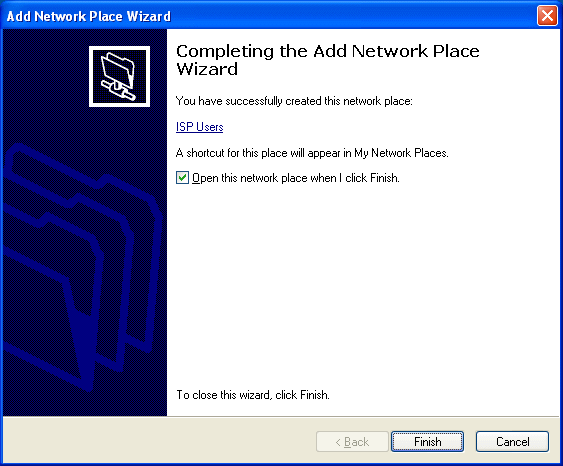 Add Network Place Wizard
Completing the Add Network Place
Wizard
You have successfully created this network place:
ISP Users
A shortcut for this place will appear in My Network Places.
Open this network place when I click Finish.
To close this wizard, click Finish.
< Back
Finish
Cancel